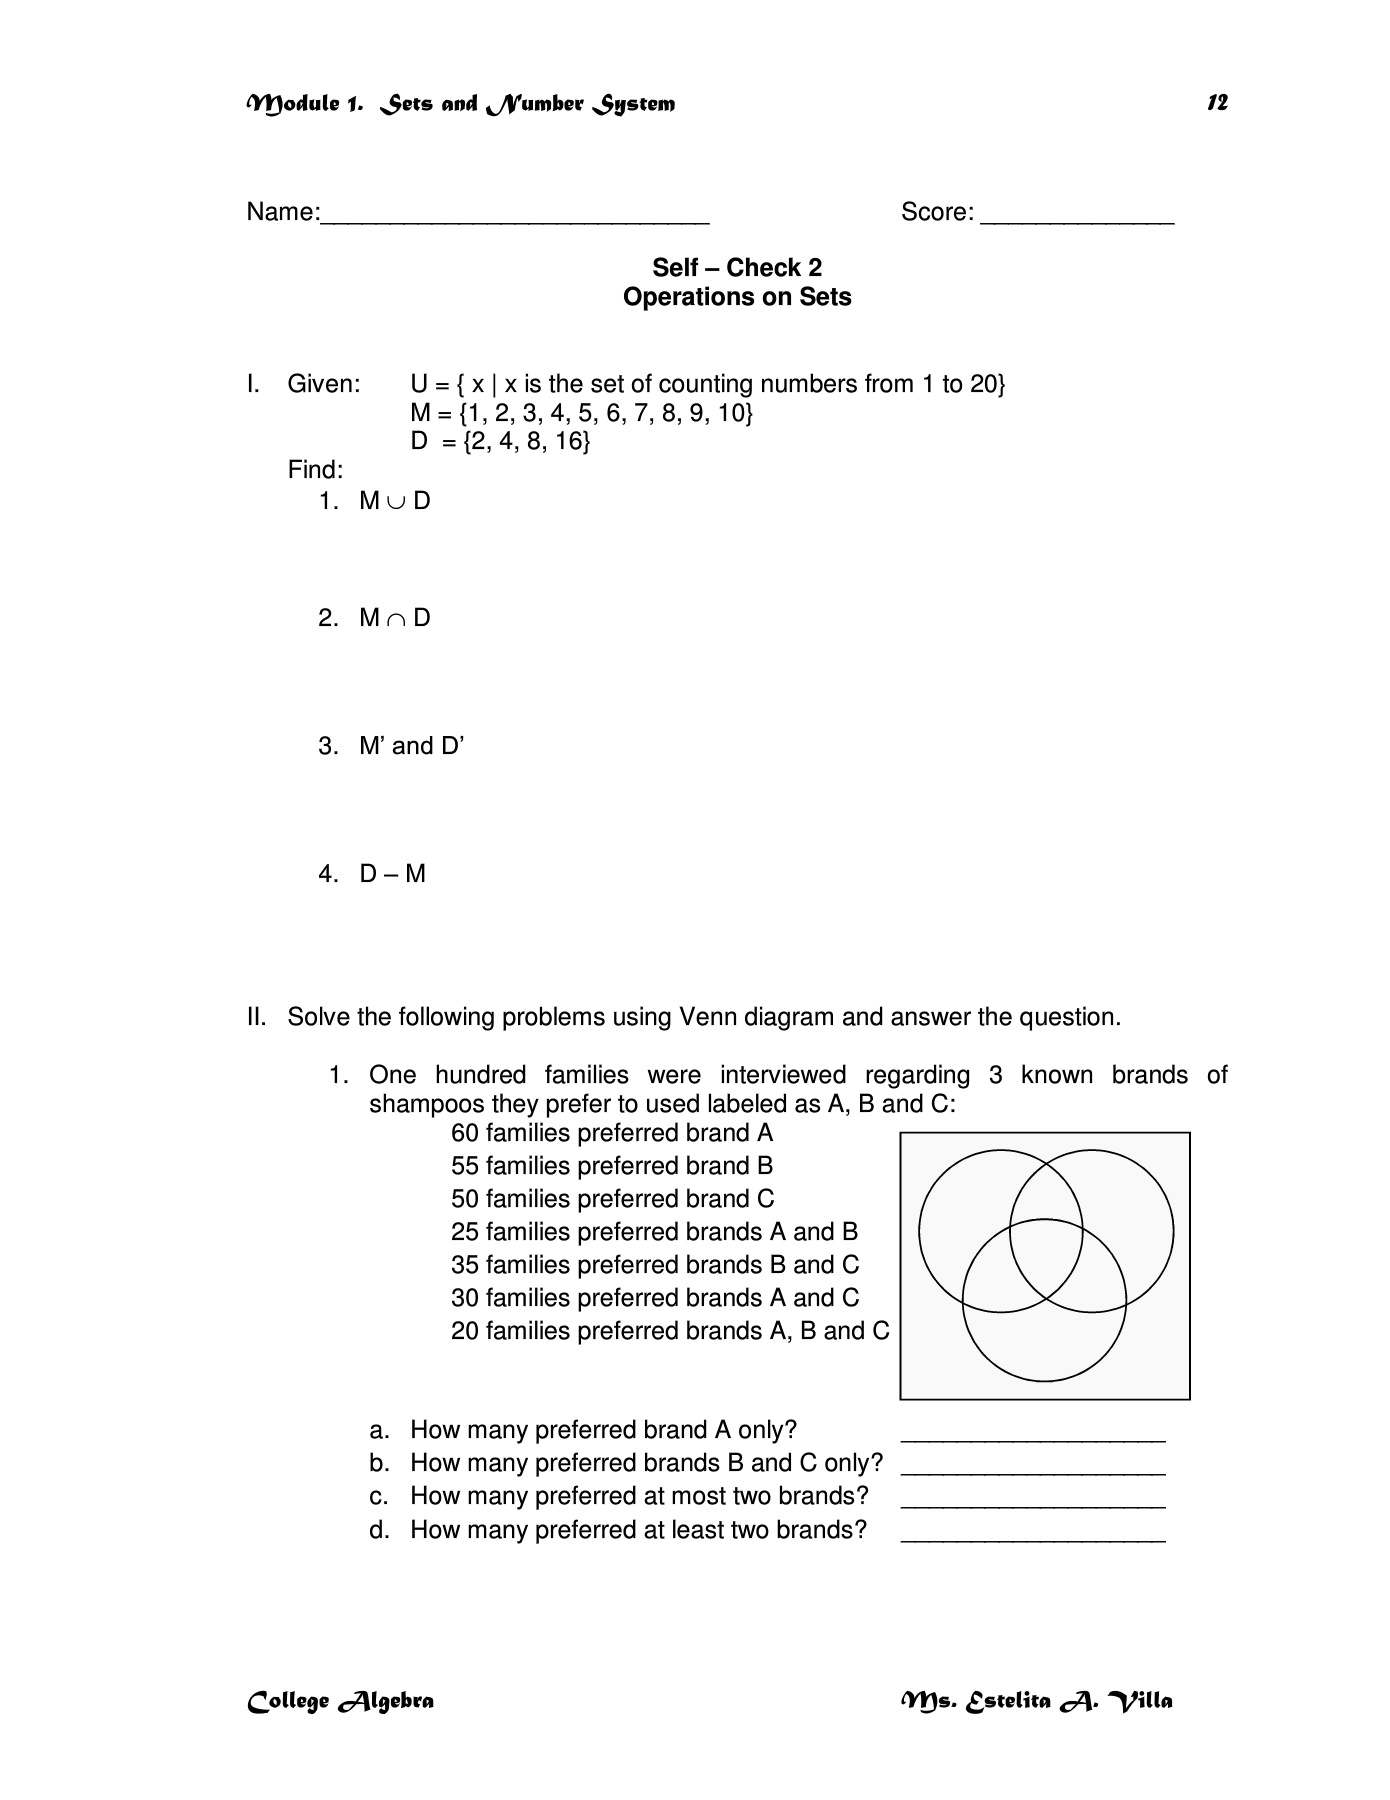 Module 1. Sets and Number System 12
Name:____________________________ Score: ______________
Self – Check 2
Operations on Sets
I. Given: U = { x | x is the set of counting numbers from 1 to 20}
M = {1, 2, 3, 4, 5, 6, 7, 8, 9, 10}
D = {2, 4, 8, 16}
Find:
1. M ∪ D
2. M ∩ D
3. M’ and D’
4. D – M
II. Solve the following problems using Venn diagram and answer the question.
1. One hundred families were interviewed regarding 3 known brands of
shampoos they prefer to used labeled as A, B and C:
60 families preferred brand A
55 families preferred brand B
50 families preferred brand C
25 families preferred brands A and B
35 families preferred brands B and C
30 families preferred brands A and C
20 families preferred brands A, B and C
a. How many preferred brand A only? ___________________
b. How many preferred brands B and C only? ___________________
c. How many preferred at most two brands? ___________________
d. How many preferred at least two brands? ___________________
College Algebra Ms. Estelita A. Villa